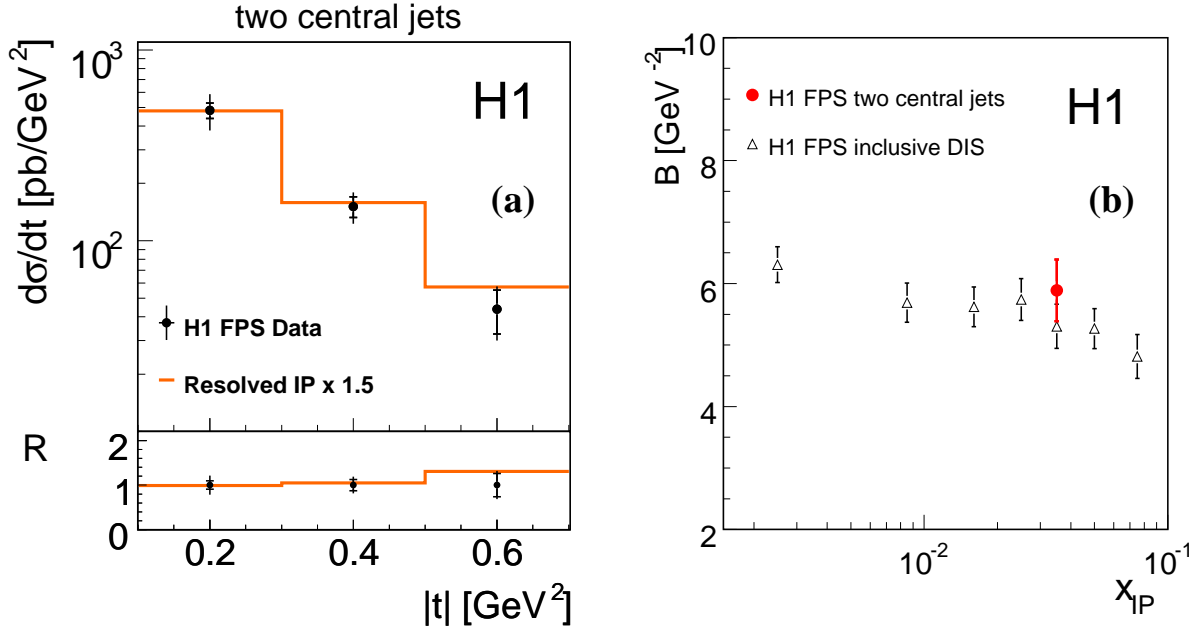 two central jets
dσ/dt [pb/GeV²]
10³
10²
H1
(a)
H1 FPS Data
Resolved IP x 1.5
R
2
1
0
0.2 0.4 0.6
|t| [GeV²]
B [GeV⁻²]
10
8
6
4
2
H1 FPS two central jets
H1 FPS inclusive DIS
H1
(b)
10⁻² 10⁻¹
x_IP